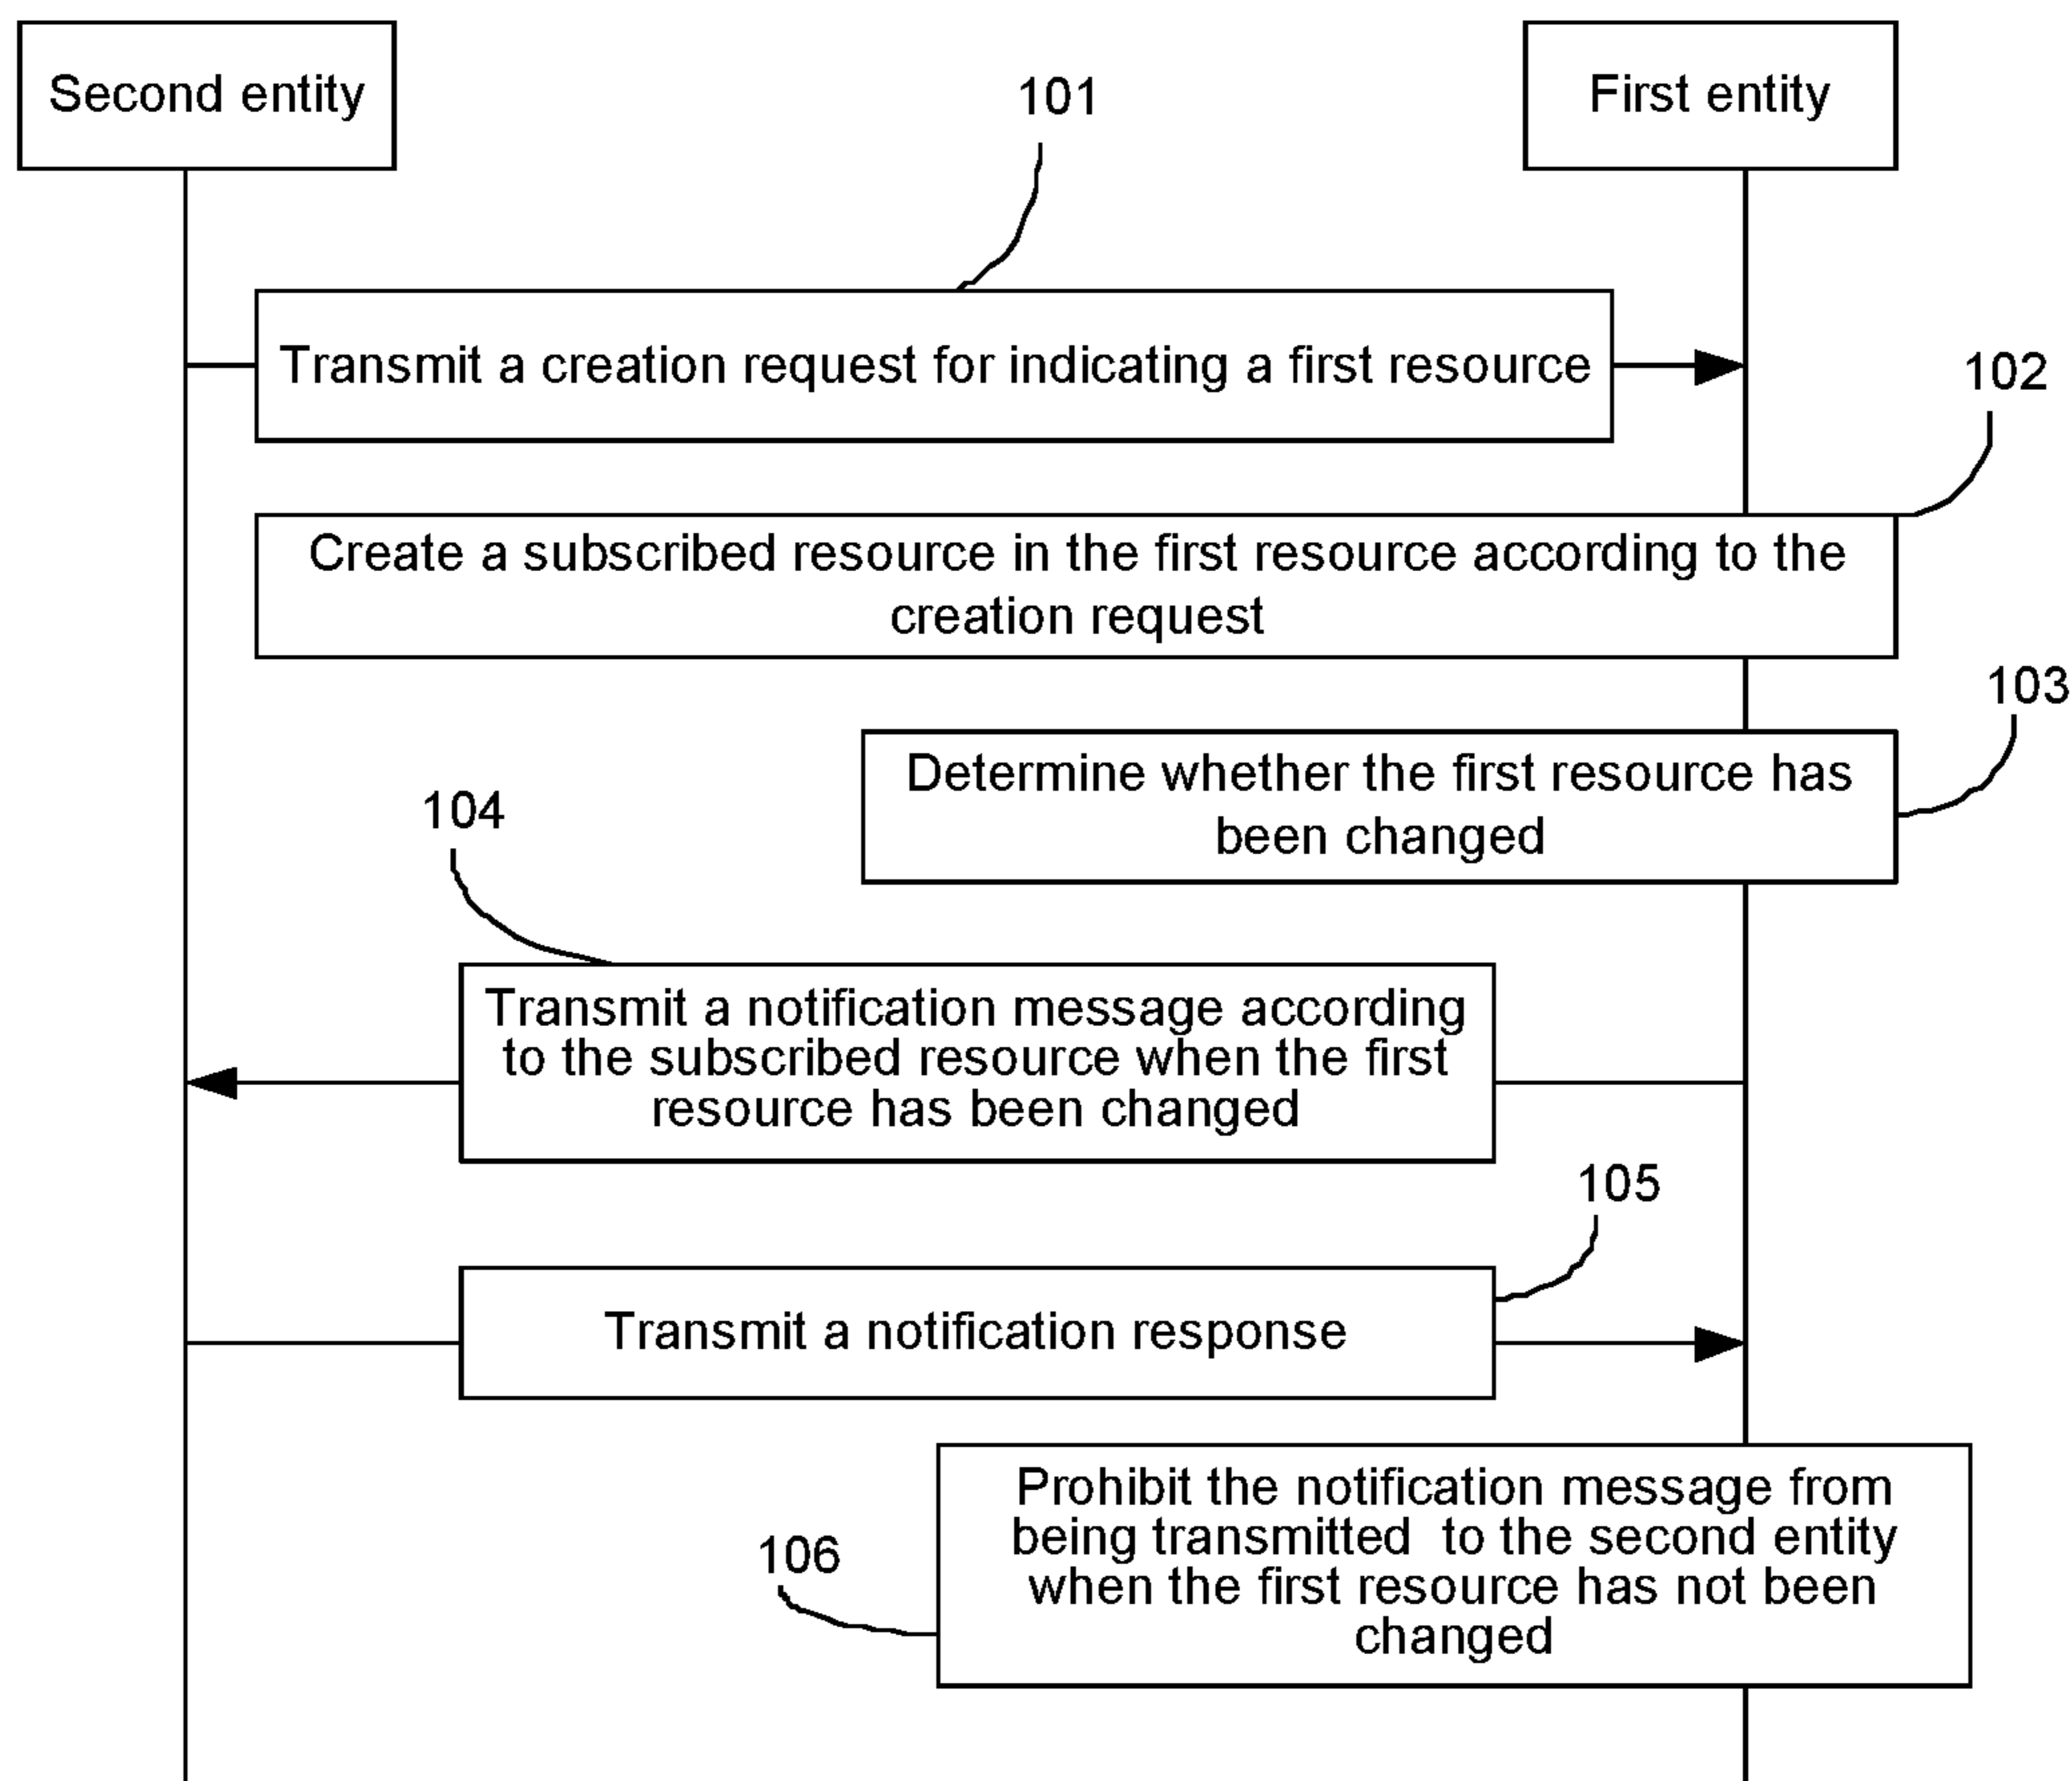 Second entity
First entity
101
Transmit a creation request for indicating a first resource
102
Create a subscribed resource in the first resource according to the
creation request
103
Determine whether the first resource has
been changed
104
Transmit a notification message according
to the subscribed resource when the first
resource has been changed
105
Transmit a notification response
106
Prohibit the notification message from
being transmitted to the second entity
when the first resource has not been
changed